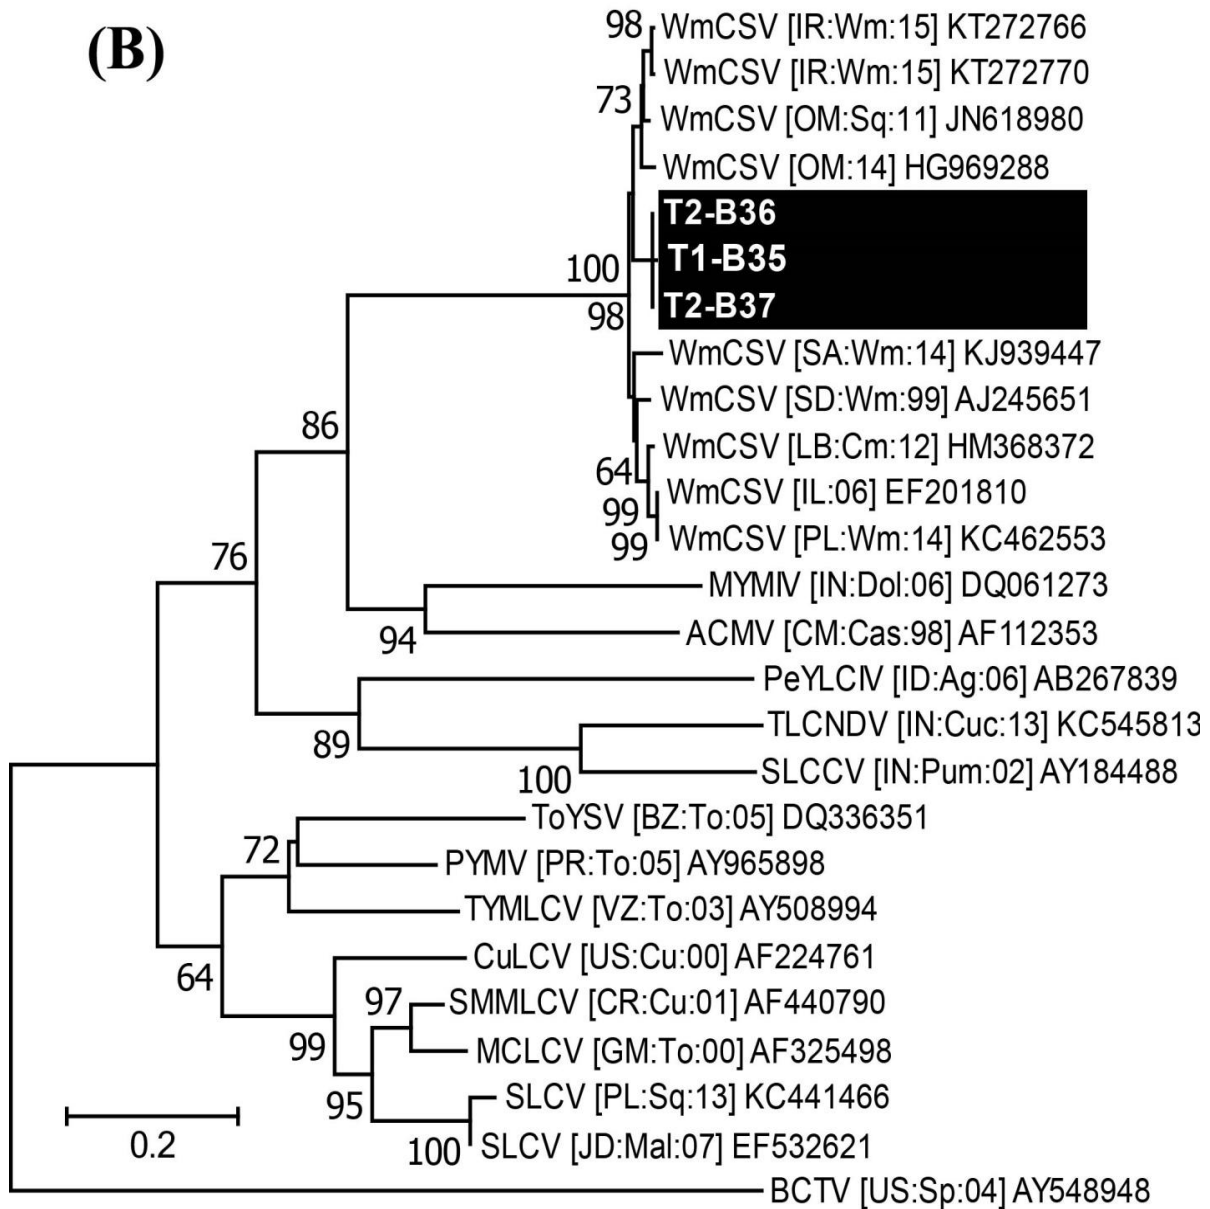 (B)
98
WmCSV [IR:Wm:15] KT272766
WmCSV [IR:Wm:15] KT272770
73
WmCSV [OM:Sq:11] JN618980
WmCSV [OM:14] HG969288
T2-B36
T1-B35
100
T2-B37
98
WmCSV [SA:Wm:14] KJ939447
WmCSV [SD:Wm:99] AJ245651
86
WmCSV [LB:Cm:12] HM368372
64
WmCSV [IL:06] EF201810
99
WmCSV [PL:Wm:14] KC462553
99
76
MYMIV [IN:Dol:06] DQ061273
ACMV [CM:Cas:98] AF112353
94
PeYLCIV [ID:Ag:06] AB267839
TLCNDV [IN:Cuc:13] KC545813
89
SLCCV [IN:Pum:02] AY184488
100
ToYSV [BZ:To:05] DQ336351
72
PYMV [PR:To:05] AY965898
TYMLCV [VZ:To:03] AY508994
CuLCV [US:Cu:00] AF224761
64
SMMLCV [CR:Cu:01] AF440790
97
99
MCLCV [GM:To:00] AF325498
SLCV [PL:Sq:13] KC441466
95
0.2
SLCV [JD:Mal:07] EF532621
100
BCTV [US:Sp:04] AY548948